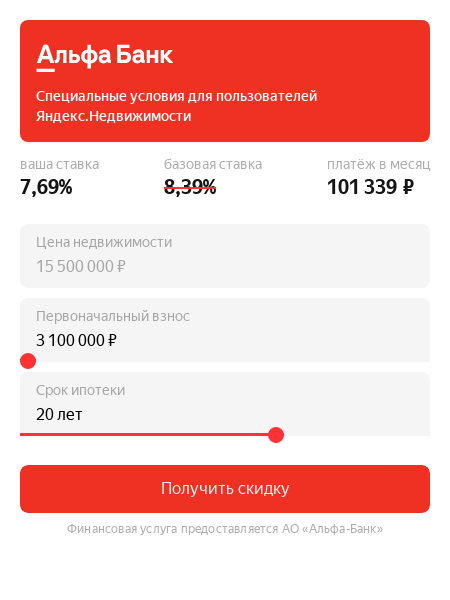 Альфа Банк
Специальные условия для пользователей
Яндекс.Недвижимости
ваша ставка базовая ставка платёж в месяц
7,69% 8,39% 101 339 ₽
Цена недвижимости
15 500 000 ₽
Первоначальный взнос
3 100 000 ₽
Срок ипотеки
20 лет
Получить скидку
Финансовая услуга предоставляется АО «Альфа-Банк»